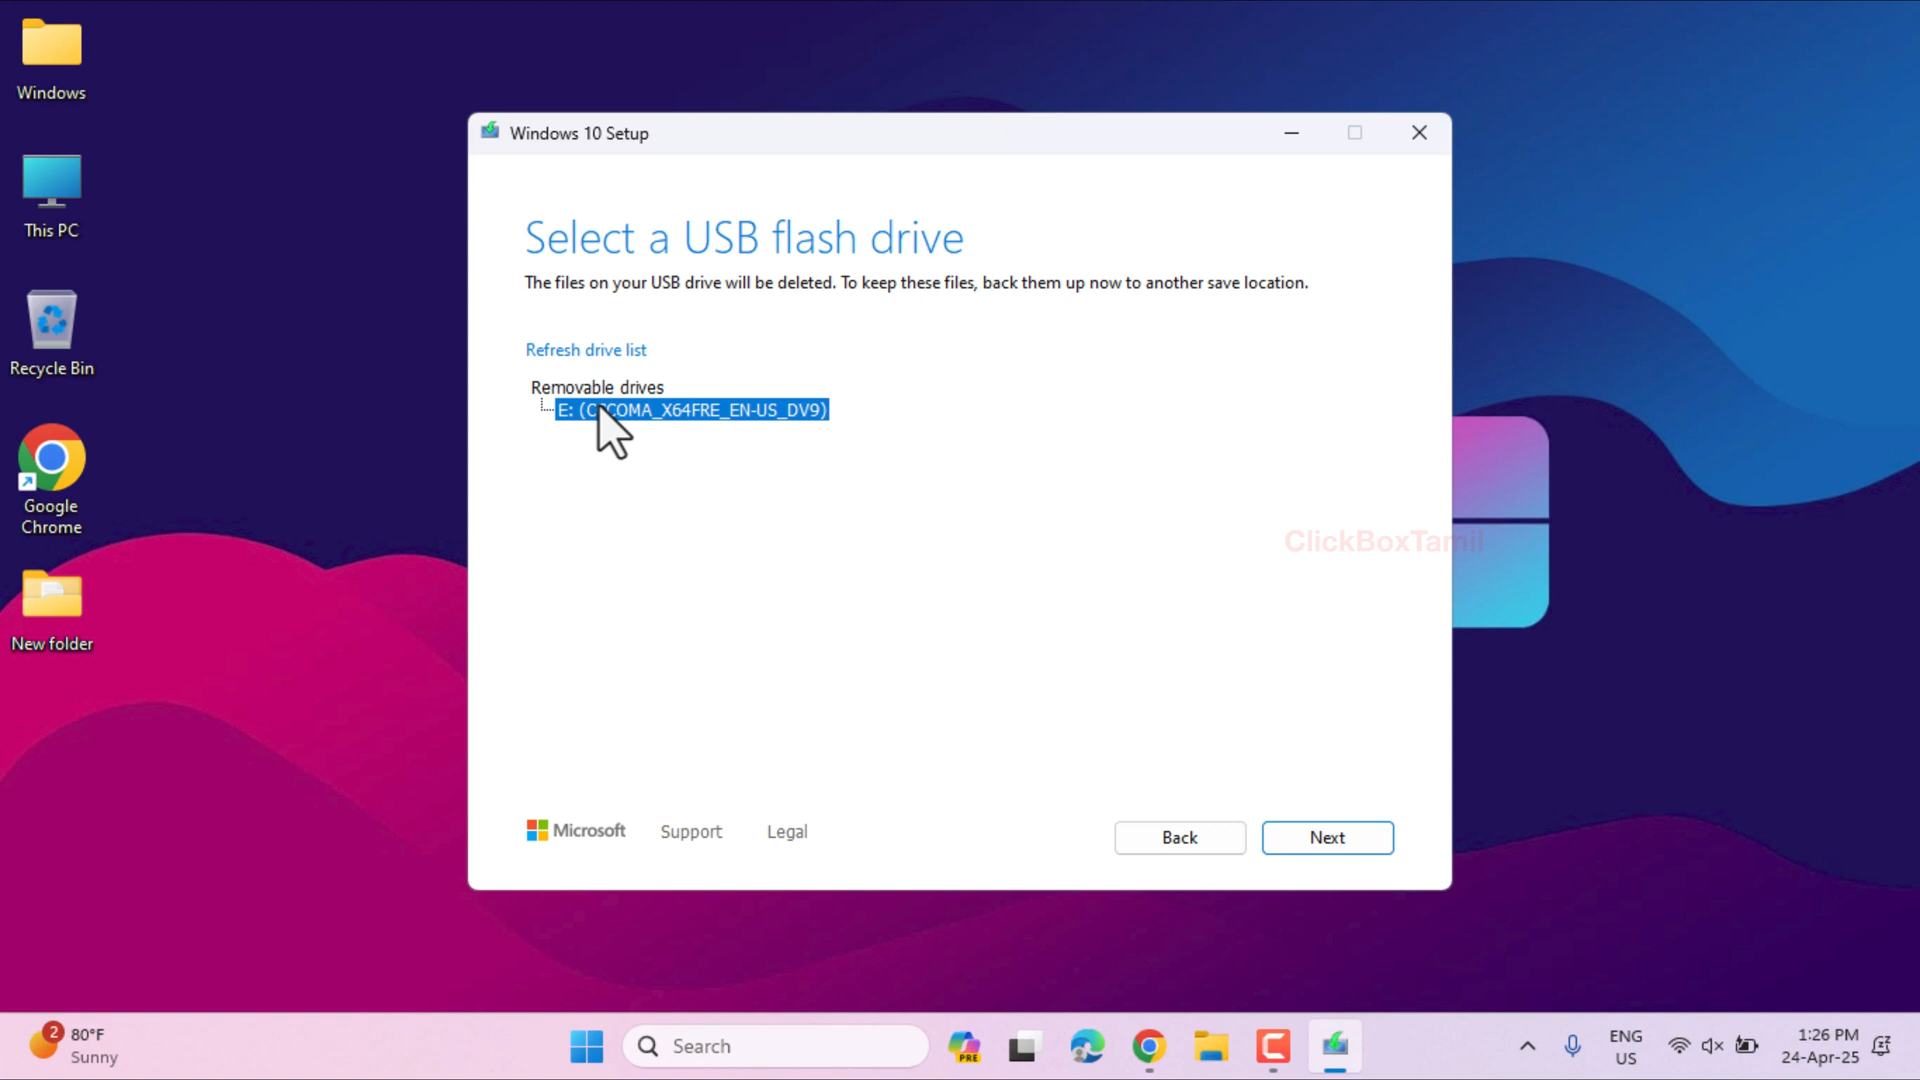 Windows
This PC
Recycle Bin
Google
Chrome
New folder
Windows 10 Setup
Select a USB flash drive
The files on your USB drive will be deleted. To keep these files, back them up now to another save location.
Refresh drive list
Removable drives
E: (CCCOMA_X64FRE_EN-US_DV9)
ClickBoxTamil
Microsoft
Support
Legal
Back
Next
2
80°F
Sunny
Search
PRE
ENG
US
1:26 PM
24-Apr-25